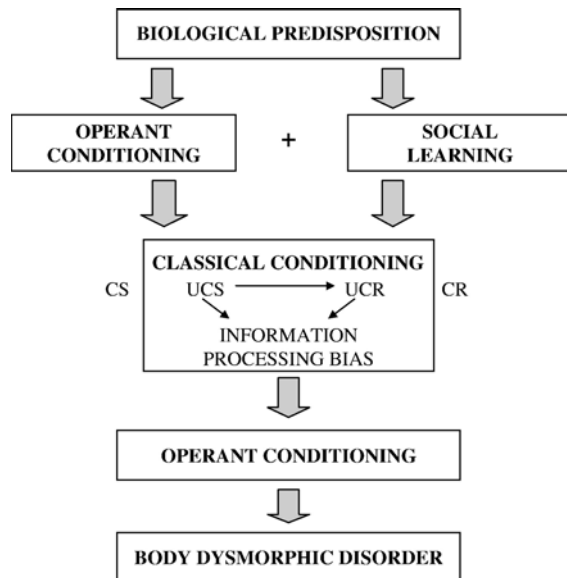 BIOLOGICAL PREDISPOSITION
OPERANT
CONDITIONING
+
SOCIAL
LEARNING
CLASSICAL CONDITIONING
CS
UCS
UCR
CR
INFORMATION
PROCESSING BIAS
OPERANT CONDITIONING
BODY DYSMORPHIC DISORDER